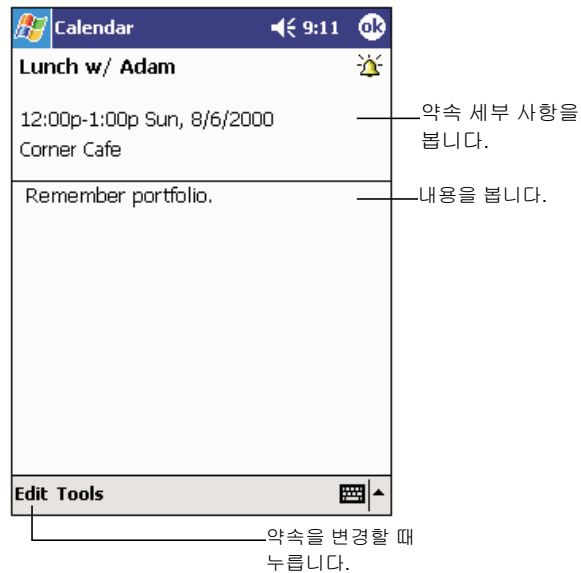 Calendar 9:11 ok
Lunch w/ Adam
12:00p-1:00p Sun, 8/6/2000
Corner Cafe
약속 세부 사항을
봅니다.
Remember portfolio.
내용을 봅니다.
Edit Tools
약속을 변경할 때
누릅니다.